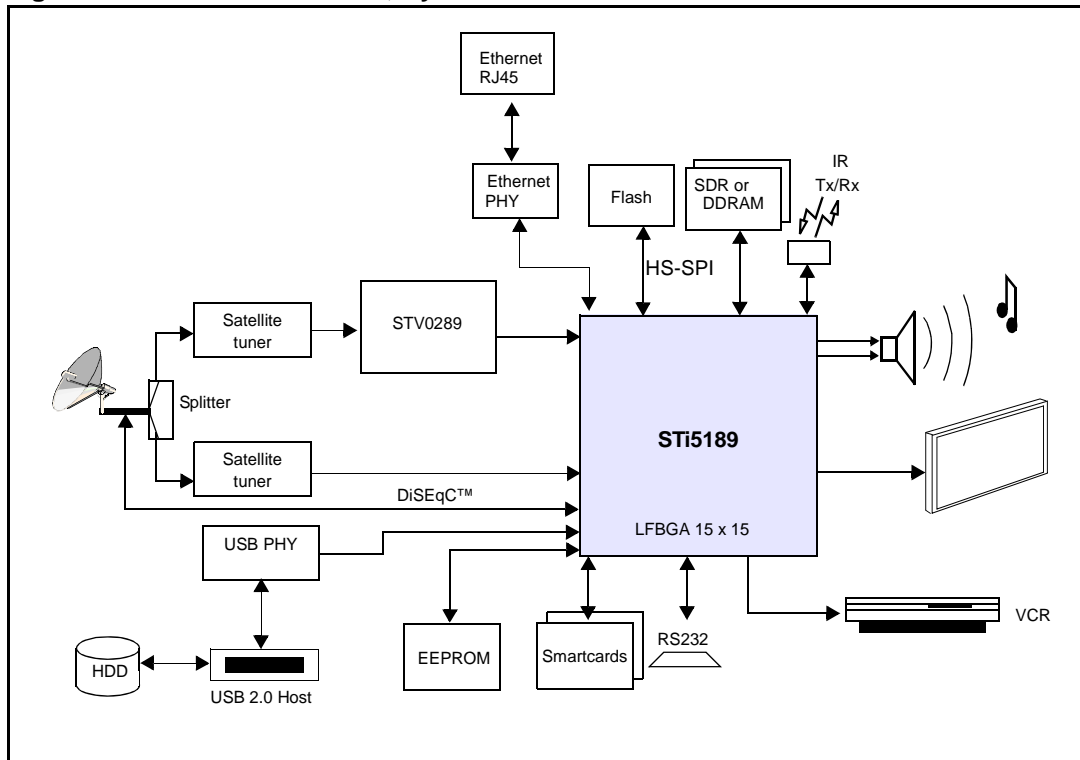 Ethernet
RJ45
Ethernet
PHY
Flash
SDR or
DDRAM
IR
Tx/Rx
HS-SPI
Satellite
tuner
STV0289
Splitter
STi5189
Satellite
tuner
DiSEqC™
LFBGA 15 x 15
USB PHY
VCR
EEPROM
Smartcards
RS232
HDD
USB 2.0 Host